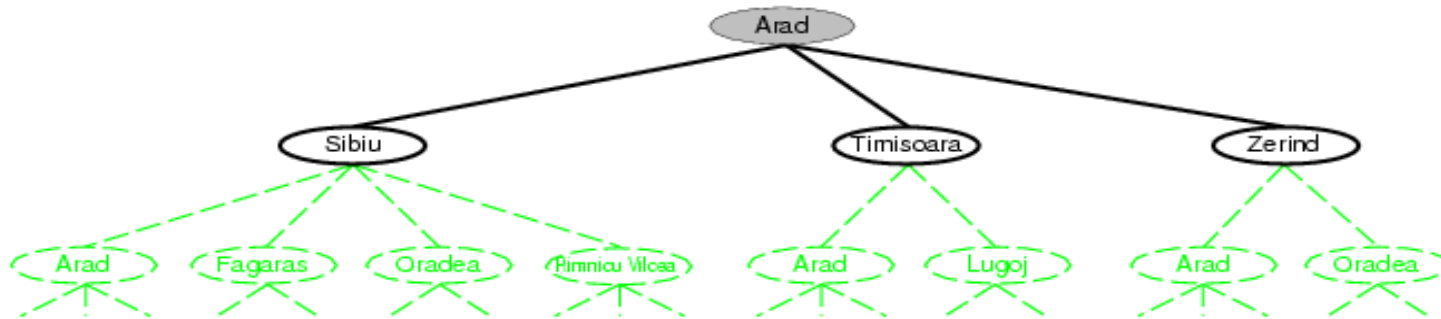 Arad
Sibiu
Timisoara
Zerind
Arad
Fagaras
Oradea
Rimnicu Vilcea
Arad
Lugoj
Arad
Oradea